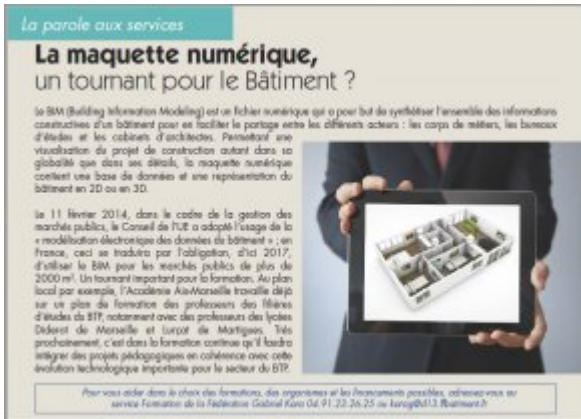 La parole aux services
La maquette numérique,
un tournant pour le Bâtiment ?
Le BIM (Building Information Modeling) est un fichier numérique qui a pour but de synthétiser l'ensemble des informations
constructives d'un bâtiment pour en faciliter le partage entre les différents acteurs : les corps de métiers, les bureaux
d'études et les cabinets d'architectes. Permettant une
visualisation du projet de construction autant dans sa
globalité que dans ses détails, la maquette numérique
contient une base de données et une représentation du
bâtiment en 2D ou en 3D.
Le 11 février 2014, dans le cadre de la gestion des
marchés publics, le Conseil de l'UE a adopté l'usage de la
« modélisation électronique des données du bâtiment » ; en
France, ceci se traduira par l'obligation, d'ici 2017,
d'utiliser le BIM pour les marchés publics de plus de
2000 m². Un tournant important pour la formation. Au plan
local par exemple, l'Académie Aix-Marseille travaille déjà
sur un plan de formation des professeurs des filières
d'études du BTP, notamment avec des professeurs des lycées
Diderot de Marseille et Lurçat de Martigues. Très
prochainement, c'est dans la formation continue qu'il faudra
intégrer des projets pédagogiques en cohérence avec cette
évolution technologique importante pour le secteur du BTP.
Pour vous aider dans le choix des formations, des organismes et les financements possibles, adressez-vous au
service Formation de la Fédération Gabriel Kara 04.91.23.36.25 ou